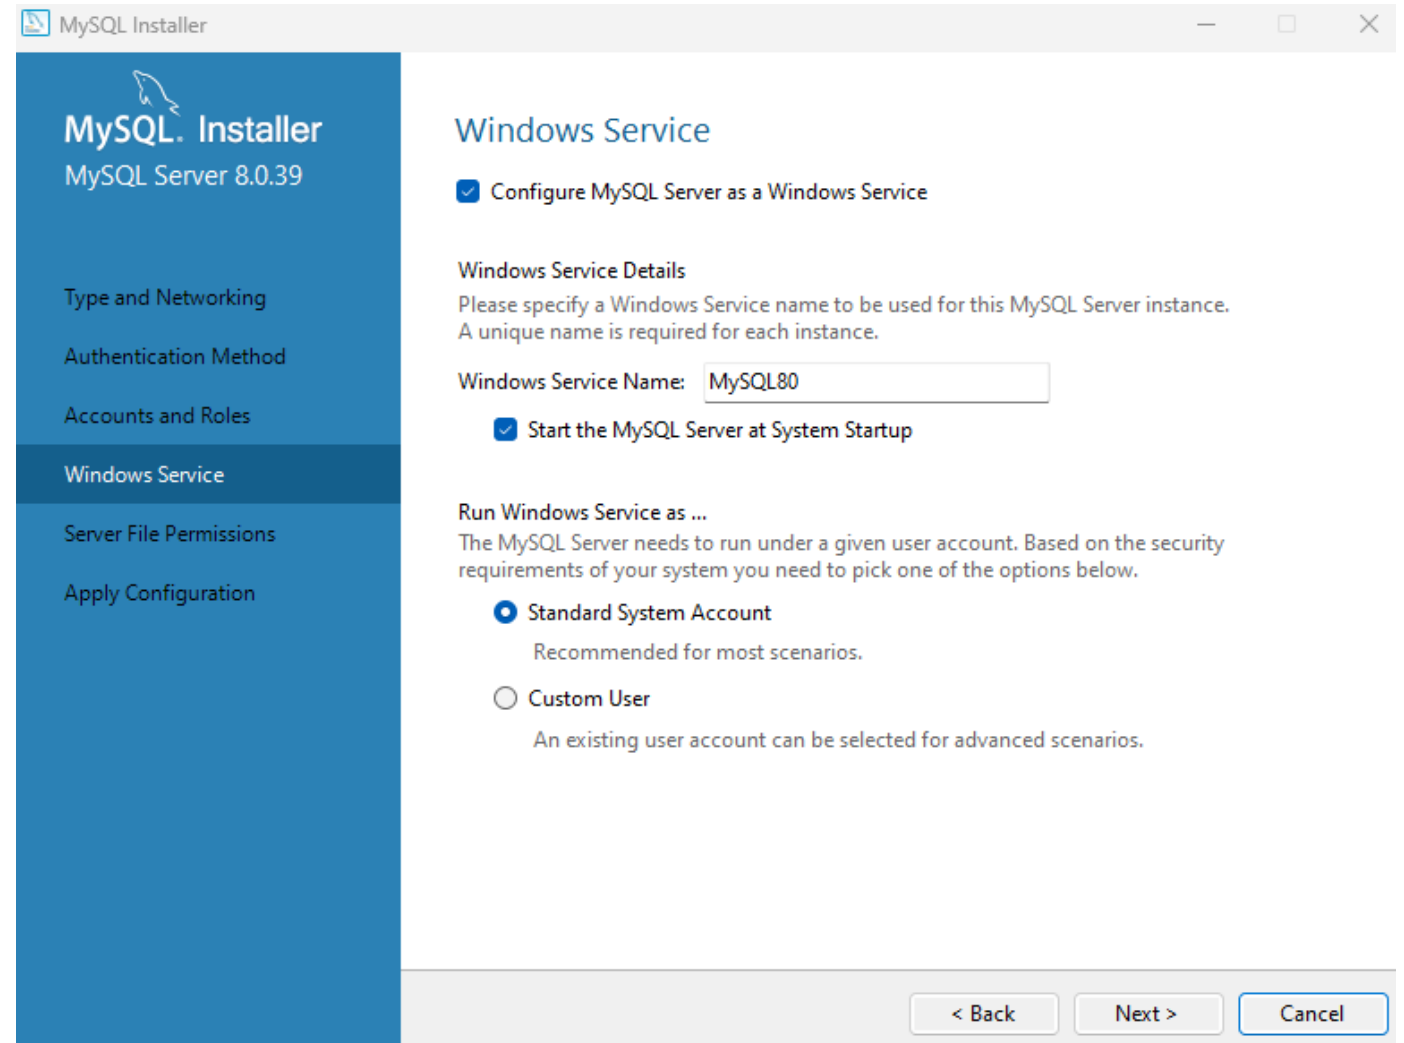 MySQL Installer
MySQL. Installer
MySQL Server 8.0.39
Type and Networking
Authentication Method
Accounts and Roles
Windows Service
Server File Permissions
Apply Configuration
Windows Service
Configure MySQL Server as a Windows Service
Windows Service Details
Please specify a Windows Service name to be used for this MySQL Server instance.
A unique name is required for each instance.
Windows Service Name: MySQL80
Start the MySQL Server at System Startup
Run Windows Service as ...
The MySQL Server needs to run under a given user account. Based on the security
requirements of your system you need to pick one of the options below.
Standard System Account
Recommended for most scenarios.
Custom User
An existing user account can be selected for advanced scenarios.
< Back Next > Cancel